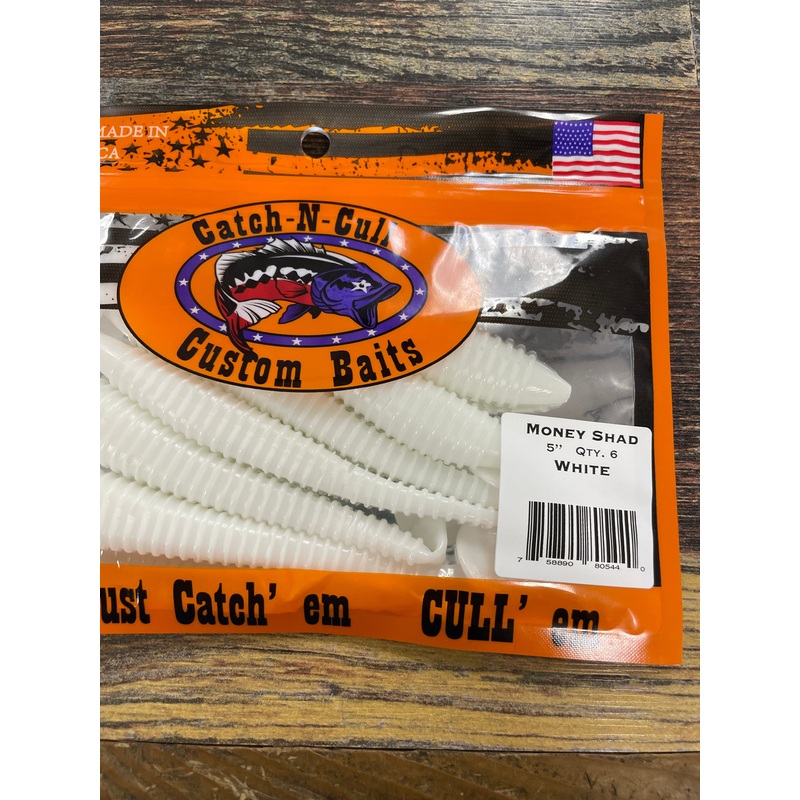 MADE IN
CA
Catch-N-Cull
Custom Baits
MONEY SHAD
5" QTY. 6
WHITE
7 58890 80544 0
ust Catch' em CULL' em